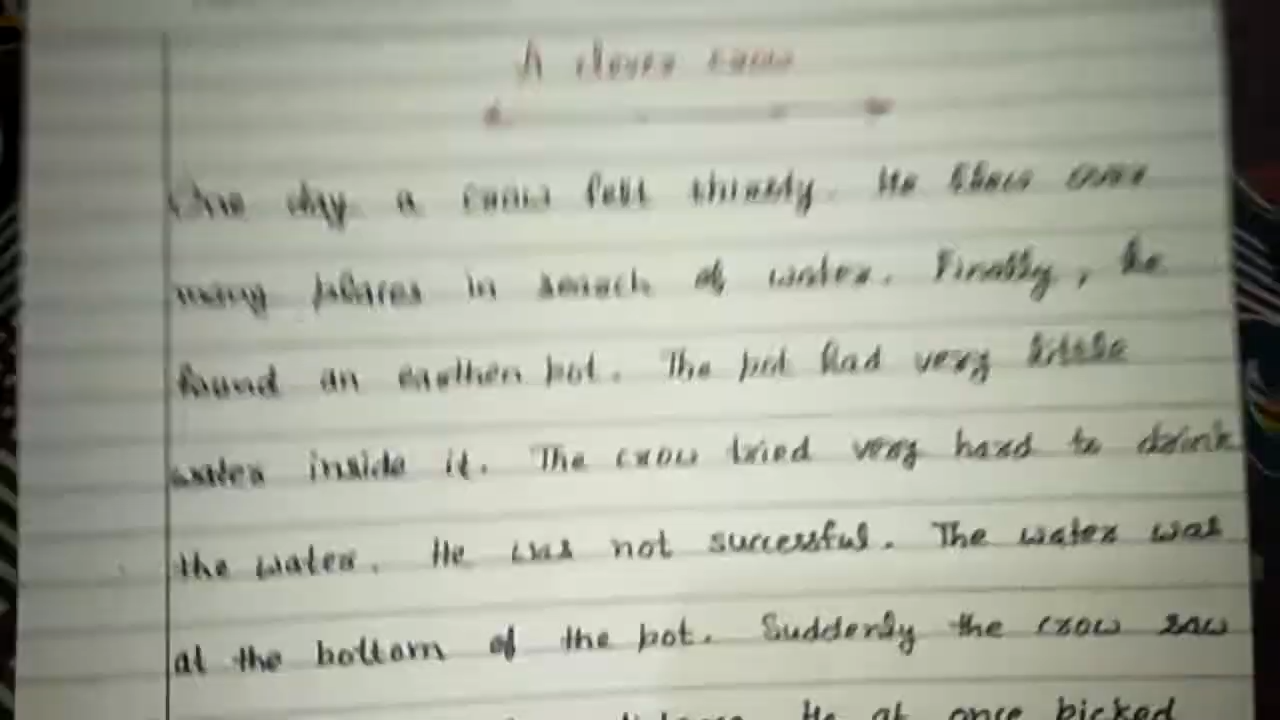 A clever crow
One day a crow felt thirsty. He flew over
many places in search of water. Finally, he
found an earthen pot. The pot had very little
water inside it. The crow tried very hard to drink
the water. He was not successful. The water was
at the bottom of the pot. Suddenly the crow saw
He at once picked